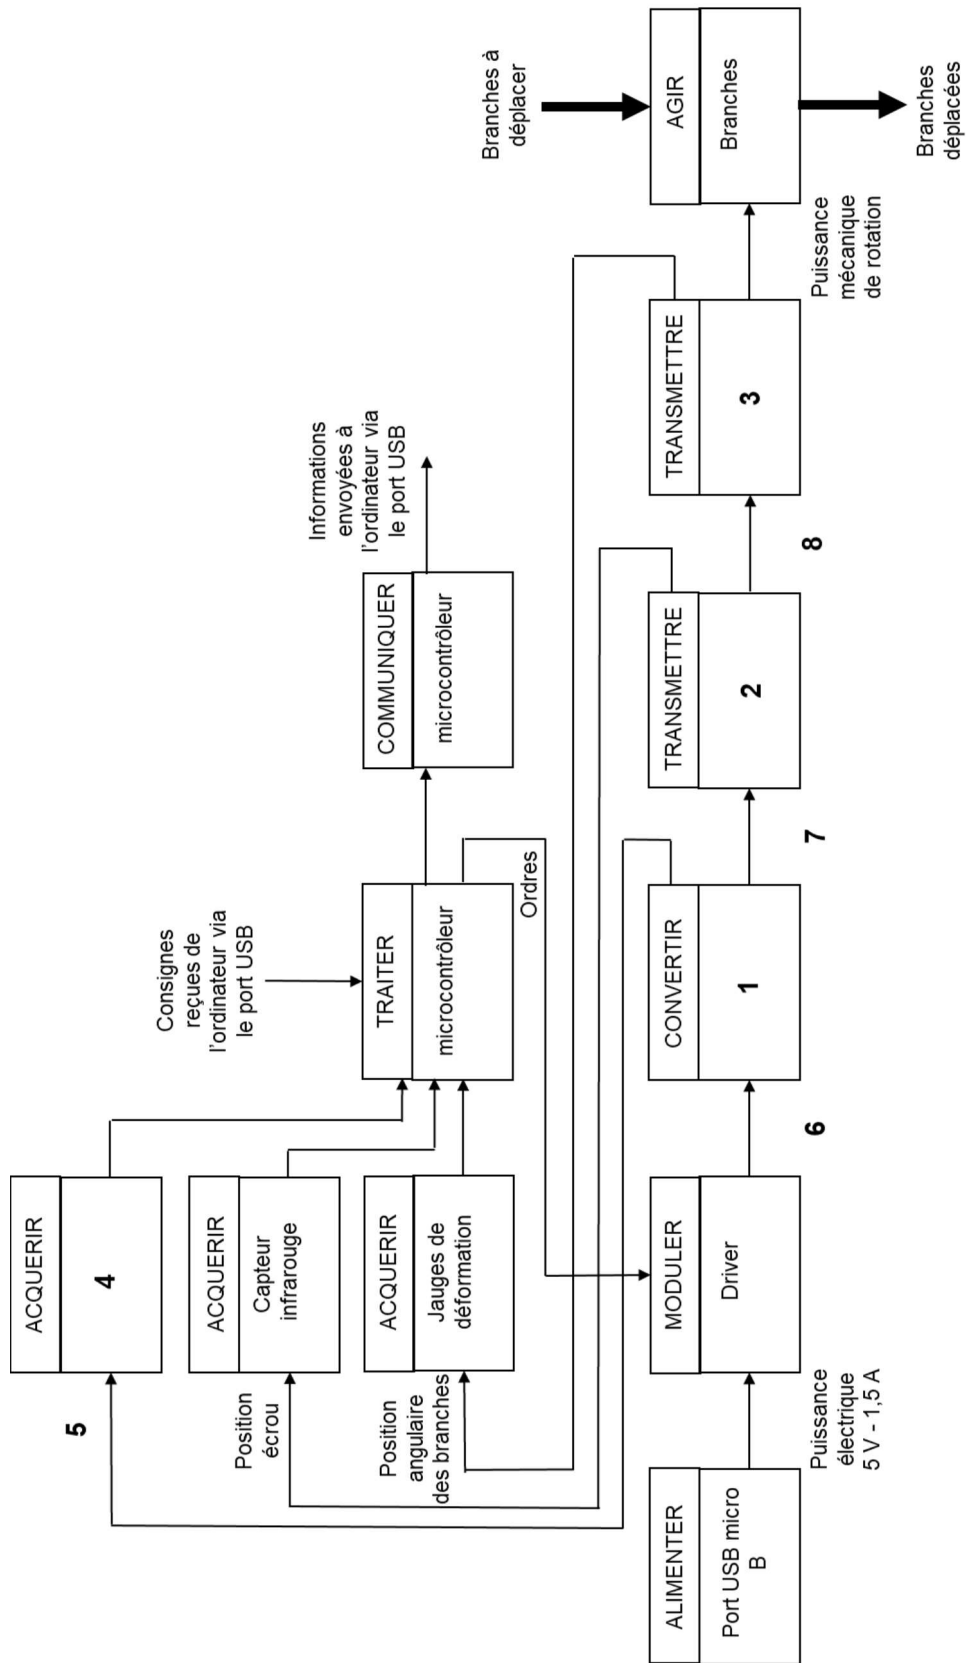 ACQUERIR
4
5
ACQUERIR
Capteur
infrarouge
Position
écrou
ACQUERIR
Jauges de
déformation
Position
angulaire
des branches
Consignes
reçues de
l'ordinateur via
le port USB
TRAITER
microcontrôleur
Ordres
COMMUNIQUER
microcontrôleur
Informations
envoyées à
l'ordinateur via
le port USB
ALIMENTER
Port USB micro
B
Puissance
électrique
5 V - 1,5 A
MODULER
Driver
6
CONVERTIR
1
7
TRANSMETTRE
2
8
TRANSMETTRE
3
Puissance
mécanique
de rotation
Branches à
déplacer
AGIR
Branches
Branches
déplacées